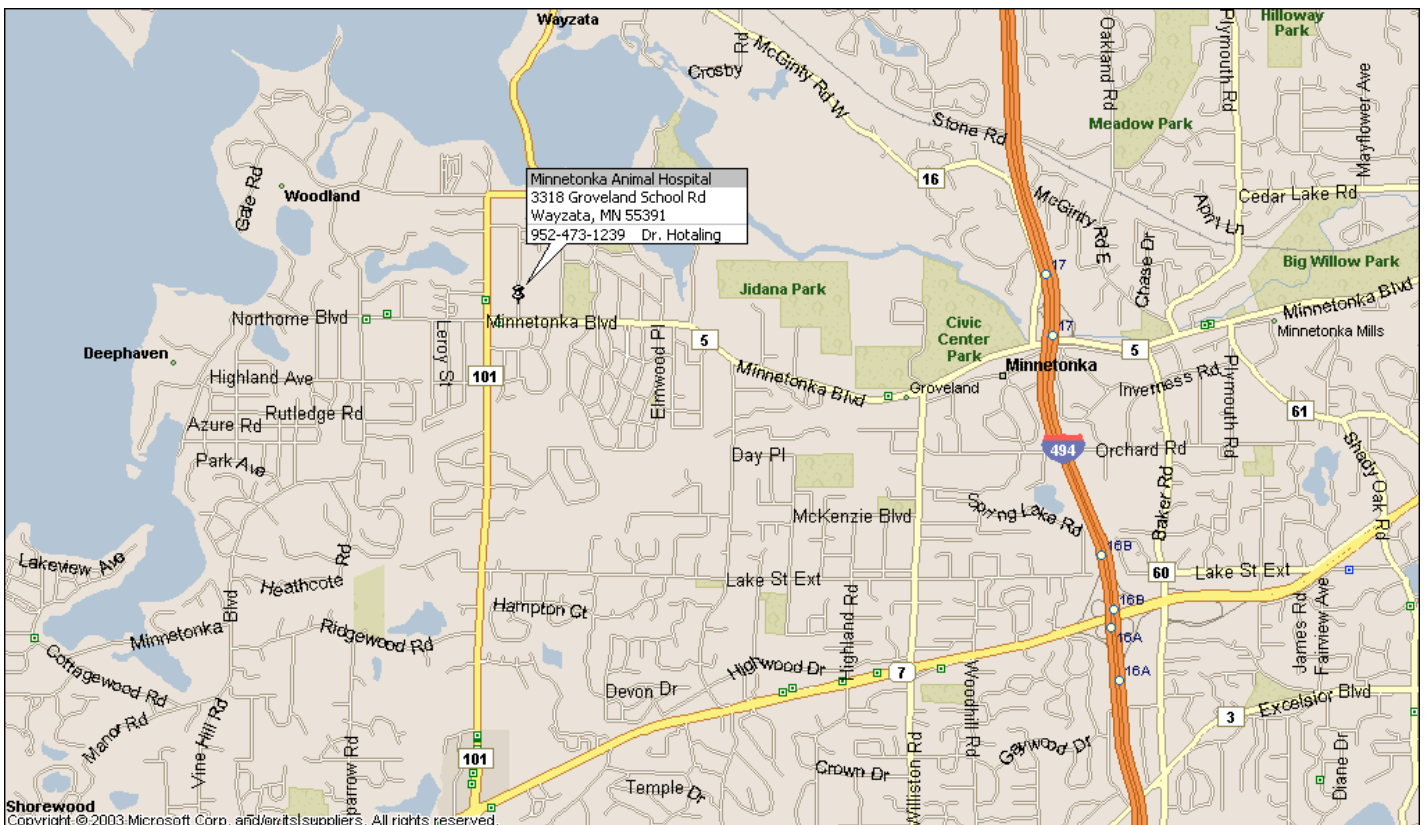 Wayzata
Hilloway
Park
Oakland Rd
Plymouth Rd
Crosby Rd
McGinty Rd W
Mayflower Ave
Stone Rd
Meadow Park
16
Gale Rd
Woodland
Minnetonka Animal Hospital
3318 Groveland School Rd
Wayzata, MN 55391
952-473-1239 Dr. Hotaling
McGinty Rd E
April Ln
Cedar Lake Rd
Chase Dr
17
Big Willow Park
Jidana Park
Northome Blvd
Minnetonka Blvd
Leroy St
Civic
Center
Park
17
Minnetonka Blvd
Minnetonka Mills
Deephaven
5
5
Elmwood Pl
Minnetonka
Highland Ave
101
Minnetonka Blvd
Groveland
Inverness Rd
Plymouth Rd
Azure Rd
Rutledge Rd
61
Park Ave
Day Pl
494
Orchard Rd
Shady Oak Rd
McKenzie Blvd
Spring Lake Rd
Baker Rd
16B
Lakeview Ave
Heathcote Rd
Lake St Ext
60
Lake St Ext
Minnetonka Blvd
Hampton Ct
Highland Rd
16B
James Rd
Fairview Ave
Ridgewood Rd
16A
Cottagewood Rd
Highwood Dr
7
16A
Devon Dr
Woodhill Rd
Excelsior Blvd
Manor Rd
Vine Hill Rd
3
101
Williston Rd
Garwood Dr
Crown Dr
Diane Dr
Temple Dr
Shorewood
Copyright © 2003 Microsoft Corp. and/or its suppliers. All rights reserved.